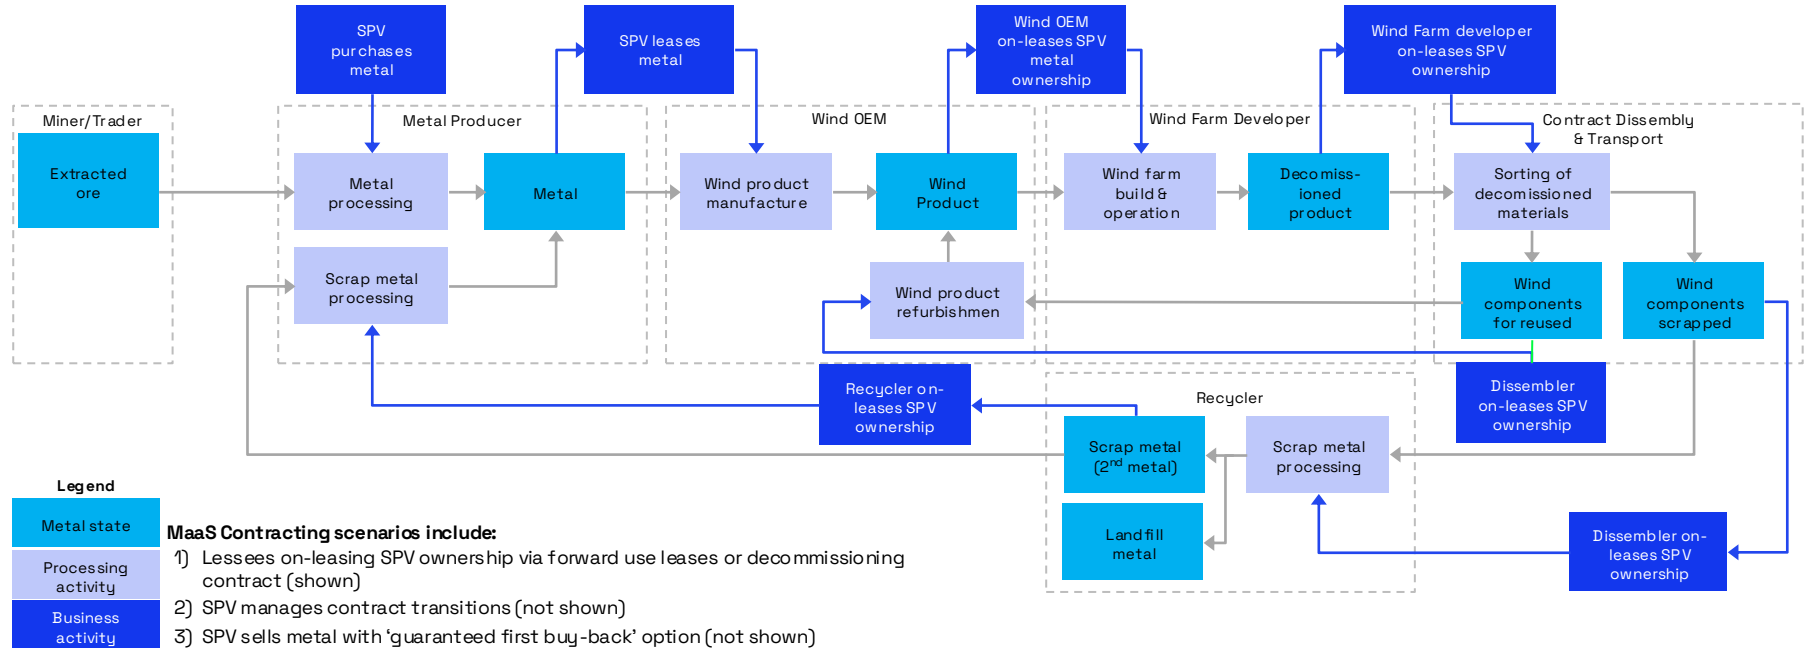 SPV
purchases
metal
SPV leases
metal
Wind OEM
on-leases SPV
metal
ownership
Wind Farm developer
on-leases SPV
ownership
Miner/Trader
Metal Producer
Wind OEM
Wind Farm Developer
Contract Dissembly
& Transport
Extracted
ore
Metal
processing
Metal
Wind product
manufacture
Wind
Product
Wind farm
build &
operation
Decomiss-
ioned
product
Sorting of
decomissioned
materials
Scrap metal
processing
Wind product
refurbishmen
Wind
components
for reused
Wind
components
scrapped
Recycler on-
leases SPV
ownership
Recycler
Dissembler
on-leases SPV
ownership
Scrap metal
(2nd metal)
Scrap metal
processing
Landfill
metal
Dissembler on-
leases SPV
ownership
Legend
Metal state
Processing
activity
Business
activity
MaaS Contracting scenarios include:
1) Lessees on-leasing SPV ownership via forward use leases or decommissioning
contract (shown)
2) SPV manages contract transitions (not shown)
3) SPV sells metal with ‘guaranteed first buy-back’ option (not shown)